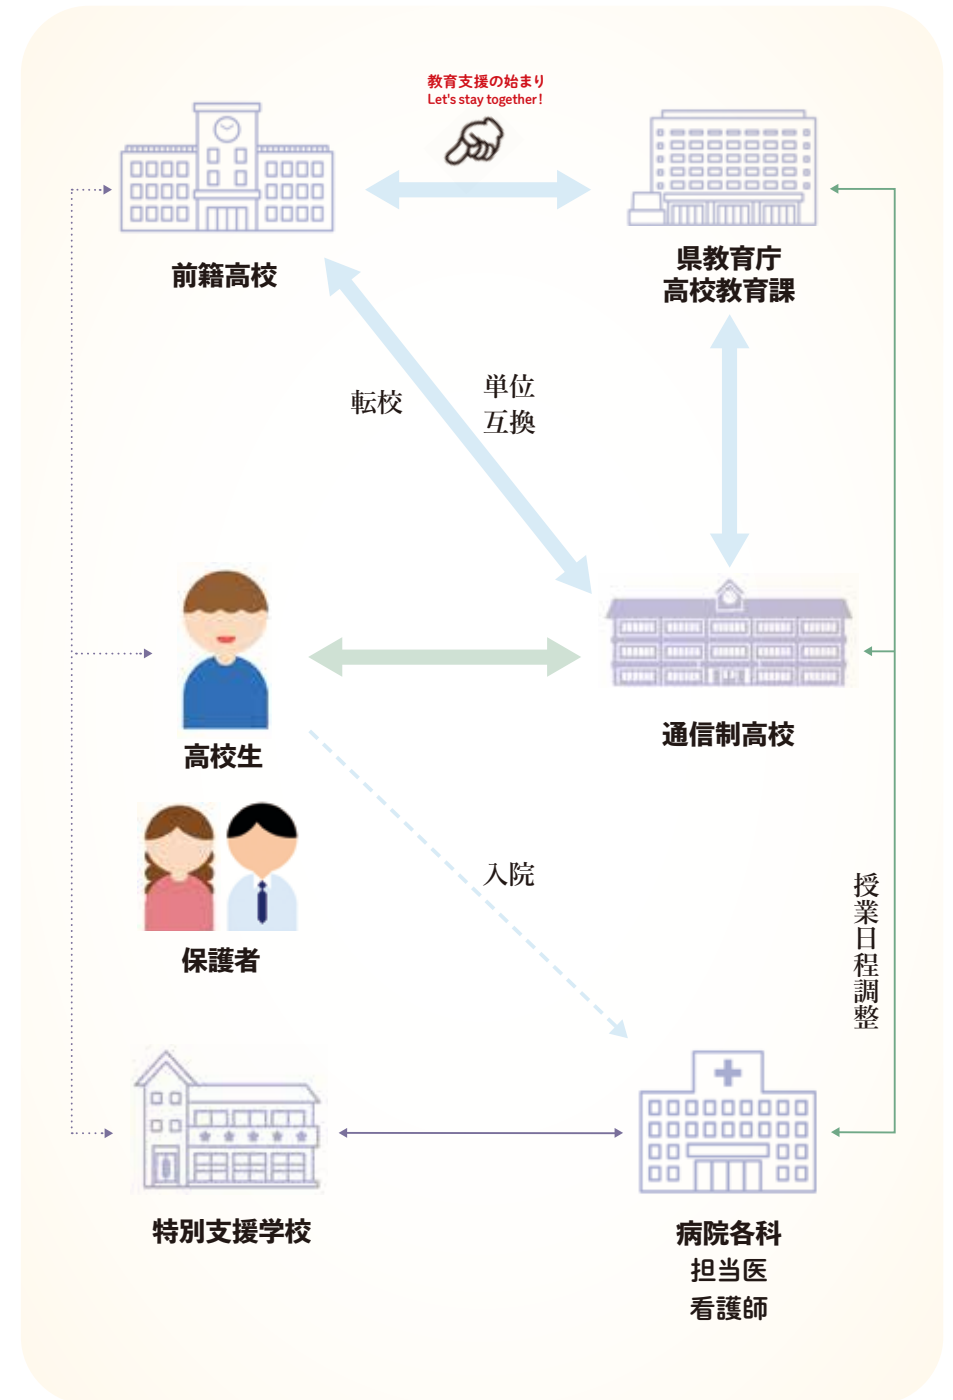 教育支援の始まり
Let's stay together!
前籍高校
県教育庁
高校教育課
転校
単位
互換
高校生
通信制高校
保護者
入院
授業日程調整
特別支援学校
病院各科
担当医
看護師